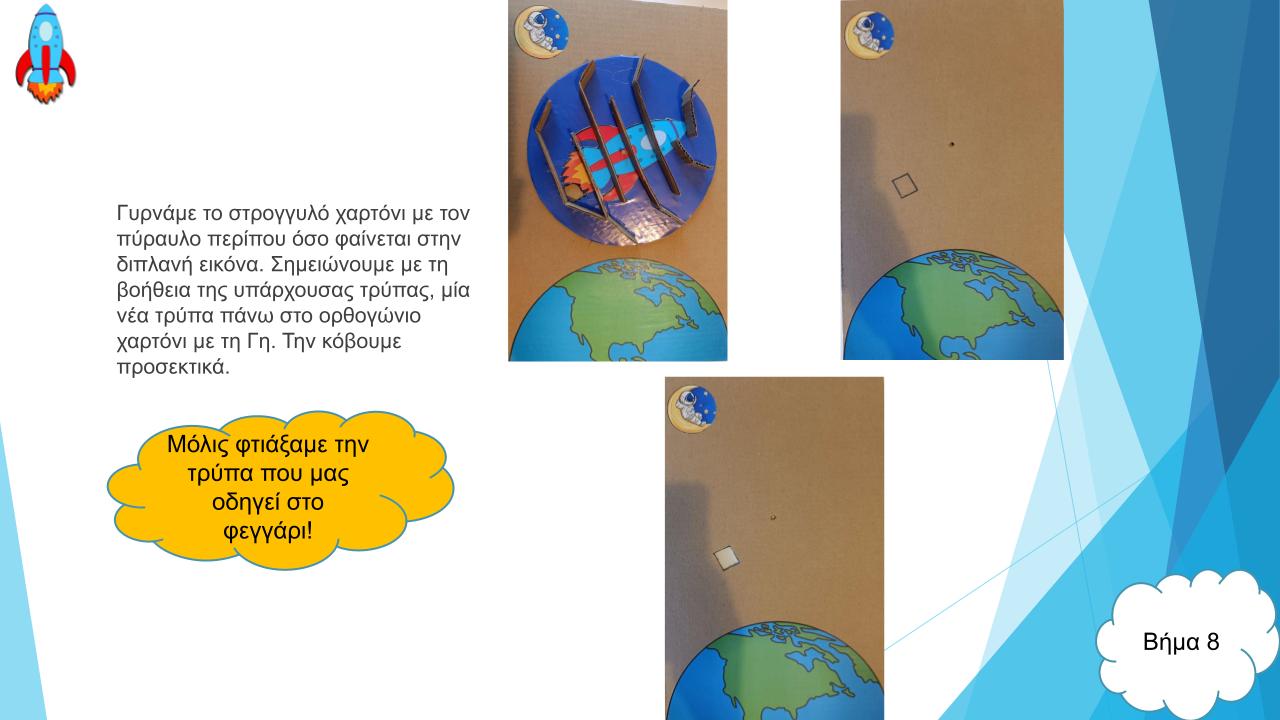 Γυρνάμε το στρογγυλό χαρτόνι με τον
πύραυλο περίπου όσο φαίνεται στην
διπλανή εικόνα. Σημειώνουμε με τη
βοήθεια της υπάρχουσας τρύπας, μία
νέα τρύπα πάνω στο ορθογώνιο
χαρτόνι με τη Γη. Την κόβουμε
προσεκτικά.
Μόλις φτιάξαμε την
τρύπα που μας
οδηγεί στο
φεγγάρι!
Βήμα 8